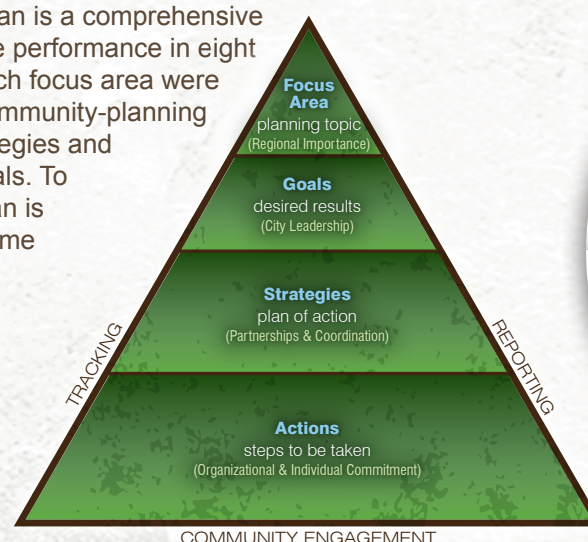 an is a comprehensive
e performance in eight
ch focus area were
mmunity-planning
egies and
als. To
an is
me
Focus
Area
planning topic
(Regional Importance)
Goals
desired results
(City Leadership)
Strategies
plan of action
(Partnerships & Coordination)
Actions
steps to be taken
(Organizational & Individual Commitment)
TRACKING
REPORTING
COMMUNITY ENGAGEMENT